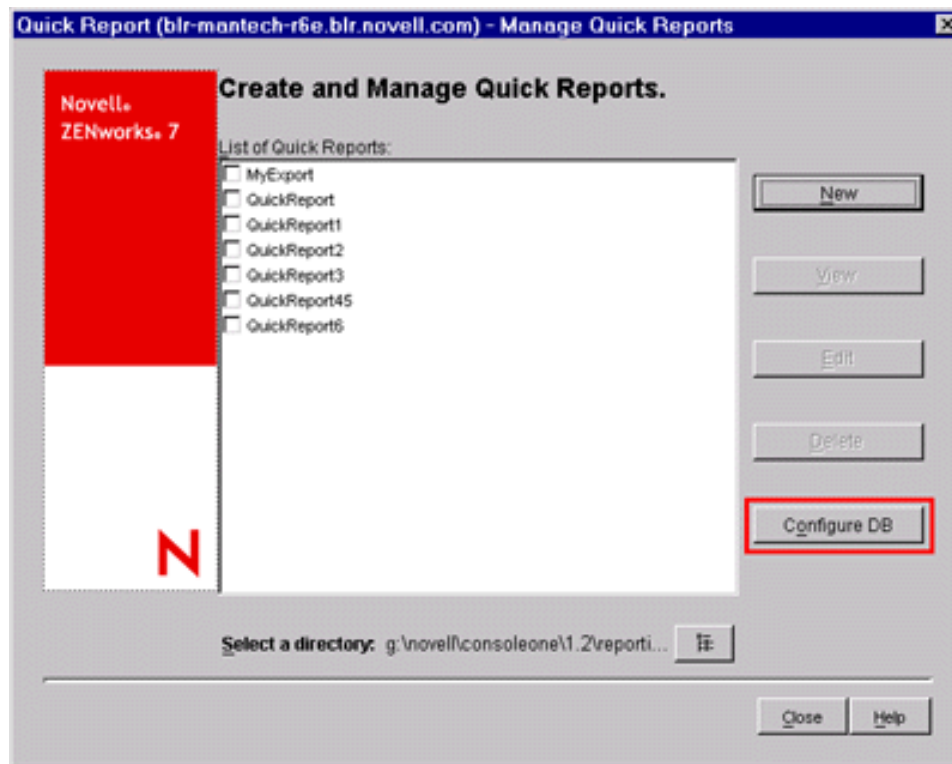 Quick Report (blr-mantech-r6e.blr.novell.com) - Manage Quick Reports
Novell®
ZENworks® 7
Create and Manage Quick Reports.
List of Quick Reports:
MyExport
QuickReport
QuickReport1
QuickReport2
QuickReport3
QuickReport45
QuickReport6
New
View
Edit
Delete
Configure DB
N
Select a directory: g:\novell\consoleone\1.2\reporti...
Close
Help